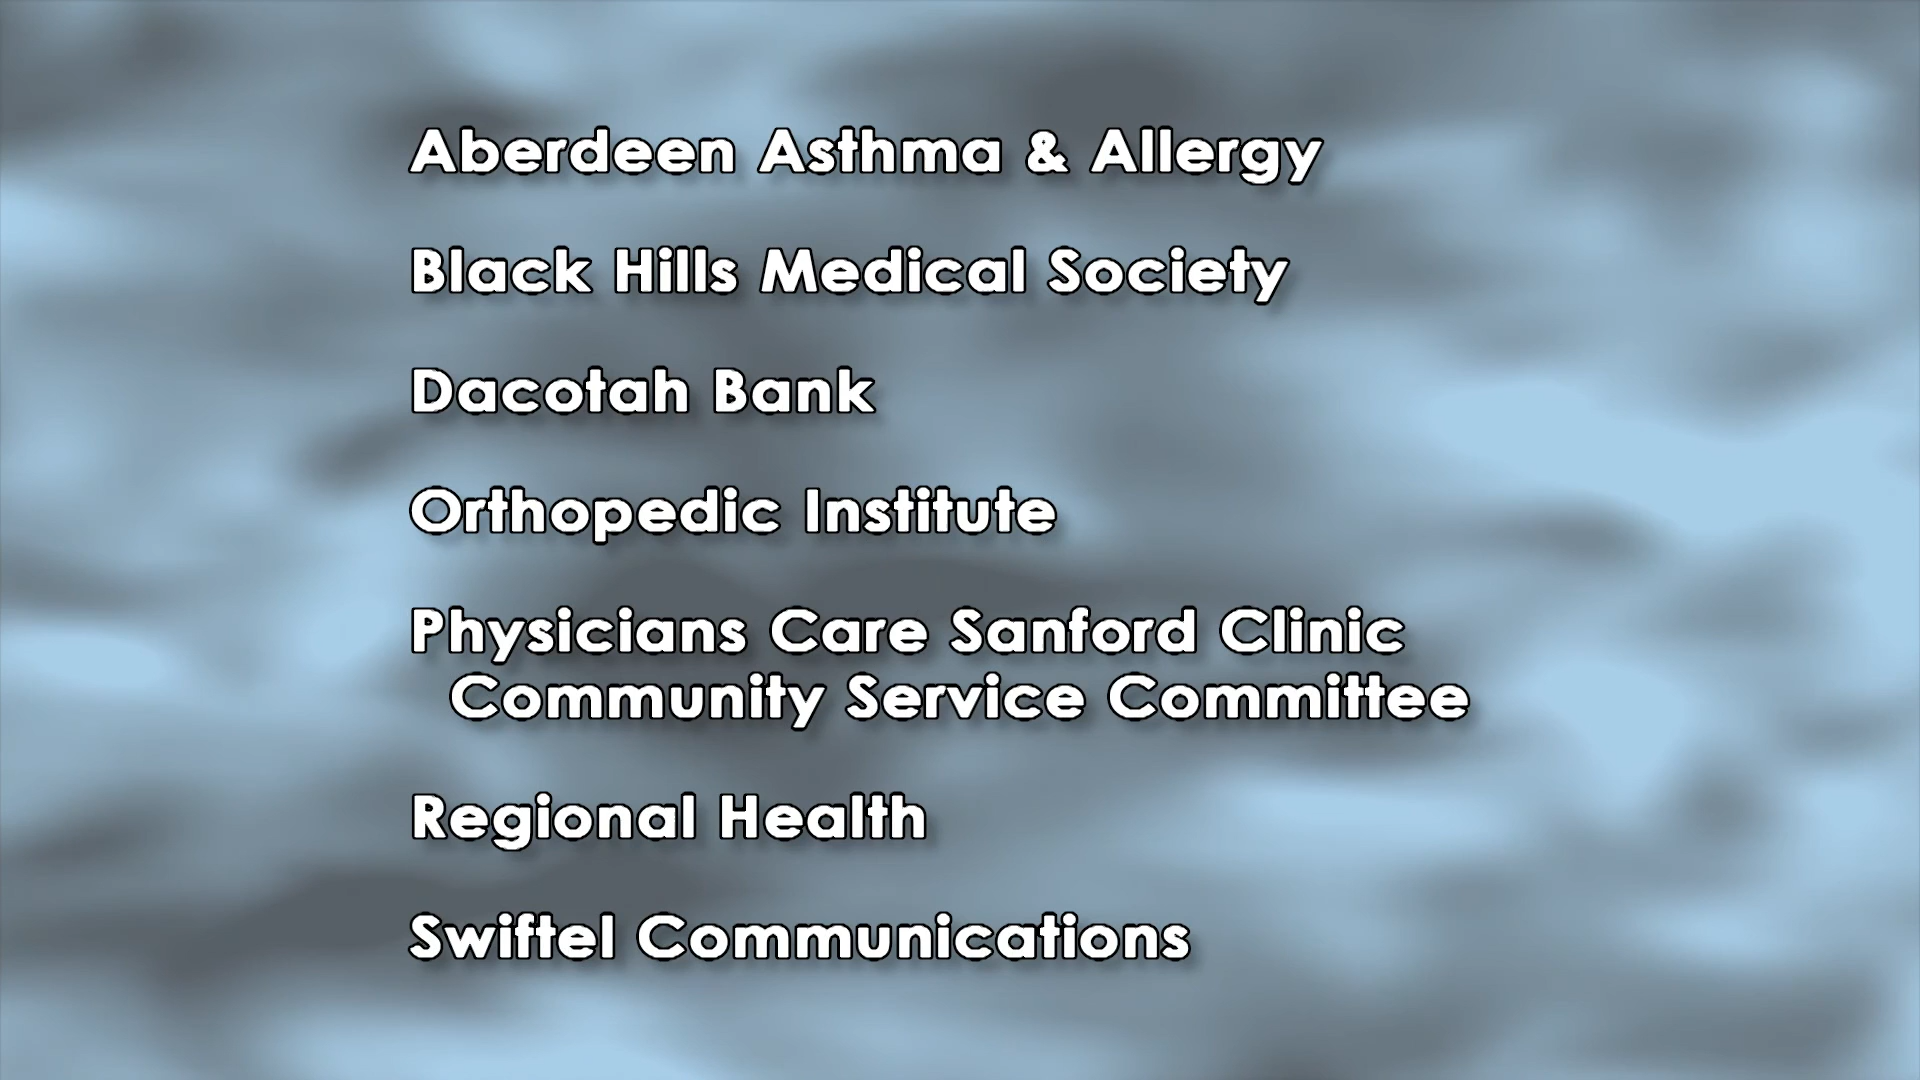 Aberdeen Asthma & Allergy
Black Hills Medical Society
Dacotah Bank
Orthopedic Institute
Physicians Care Sanford Clinic
Community Service Committee
Regional Health
Swiftel Communications